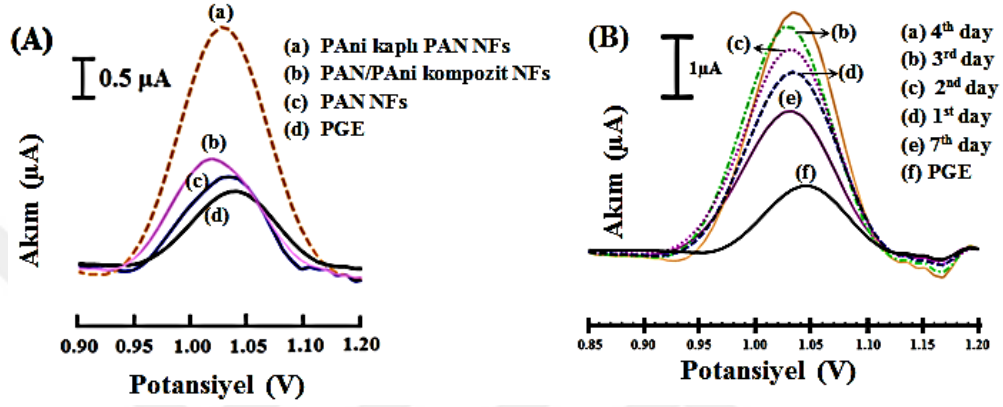 (A)
0.5 µA
(a)
(b)
(c)
(d)
(a) PAni kaplı PAN NFs
(b) PAN/PAni kompozit NFs
(c) PAN NFs
(d) PGE
Akım (µA)
0.90 0.95 1.00 1.05 1.10 1.20
Potansiyel (V)
(B)
1µA
(b)
(c)
(d)
(e)
(f)
(a) 4th day
(b) 3rd day
(c) 2nd day
(d) 1st day
(e) 7th day
(f) PGE
Akım (µA)
0.85 0.90 0.95 1.00 1.05 1.10 1.15 1.20
Potansiyel (V)